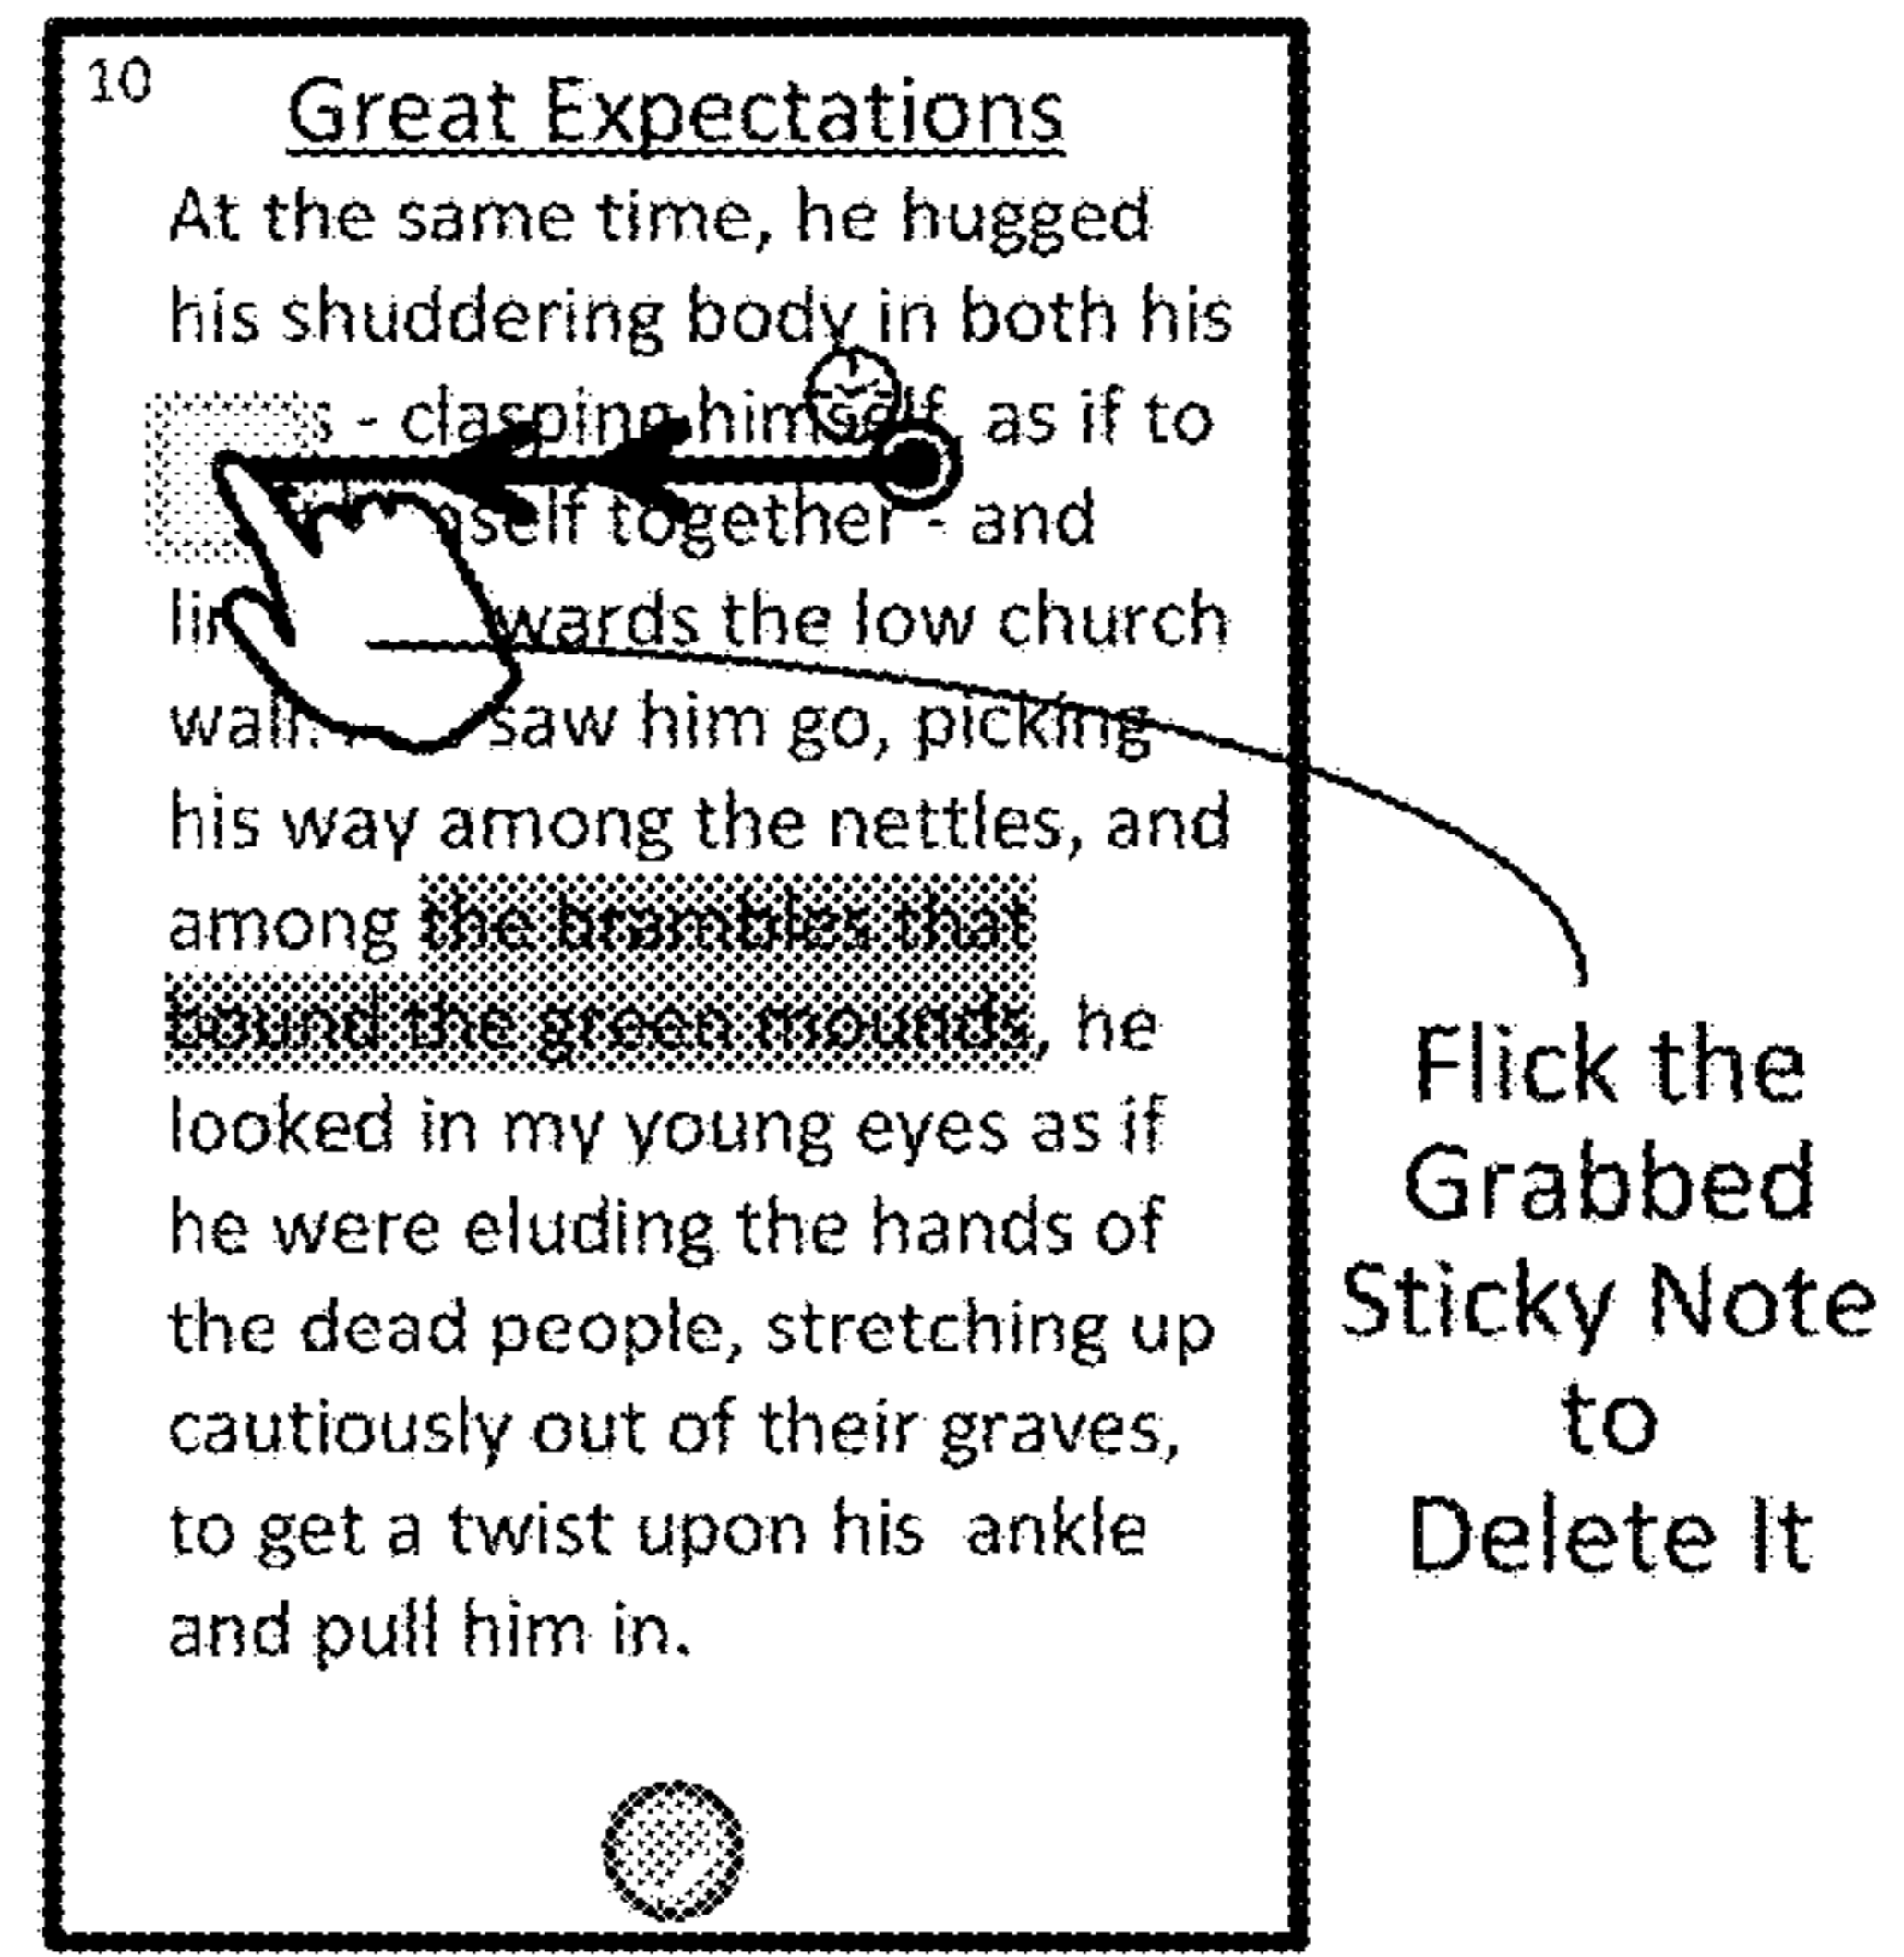 10
Great Expectations
At the same time, he hugged
his shuddering body in both his
- clasping himself, as if to
together - and
the low church
saw him go, picking
his way among the nettles, and
among the brambles that
bound the green mounds, he
looked in my young eyes as if
he were eluding the hands of
the dead people, stretching up
cautiously out of their graves,
to get a twist upon his ankle
and pull him in.
Flick the
Grabbed
Sticky Note
to
Delete It